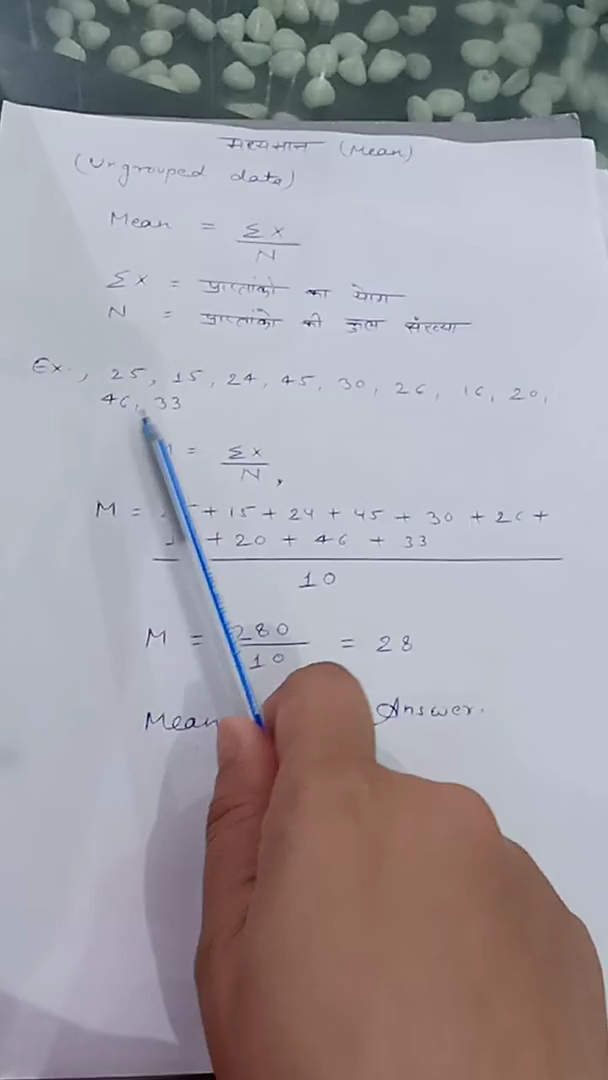 मध्यमान (Mean)
(Ungrouped data)
Mean = ΣX
N
ΣX = प्राप्तांको का योग
N = प्राप्तांको की कुल संख्या
Ex., 25, 15, 24, 45, 30, 26, 16, 20,
46, 33
= ΣX
N,
M = + 15 + 24 + 45 + 30 + 26 +
+ 20 + 46 + 33
10
M = 280 = 28
10
Mean Answer.